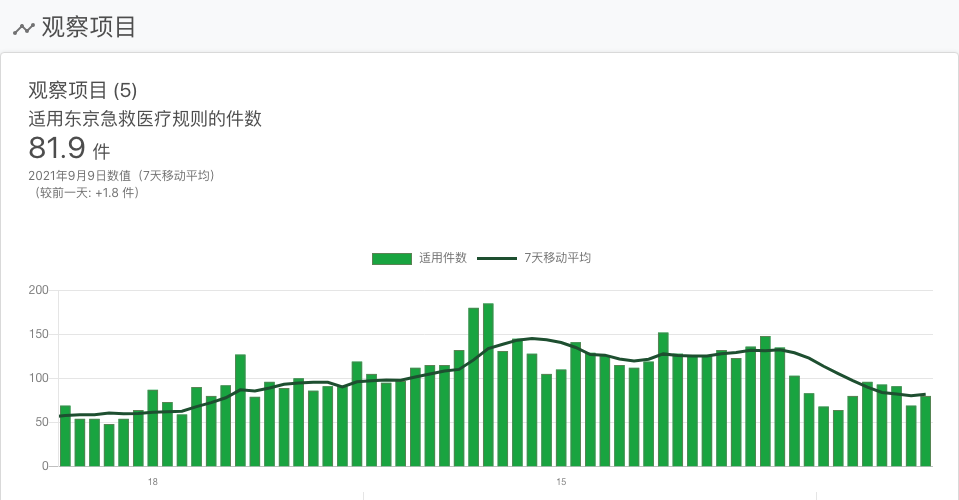 观察项目
观察项目 (5)
适用东京急救医疗规则的件数
81.9 件
2021年9月9日数值（7天移动平均）
（较前一天: +1.8 件）
适用件数 7天移动平均
200
150
100
50
0
18 15